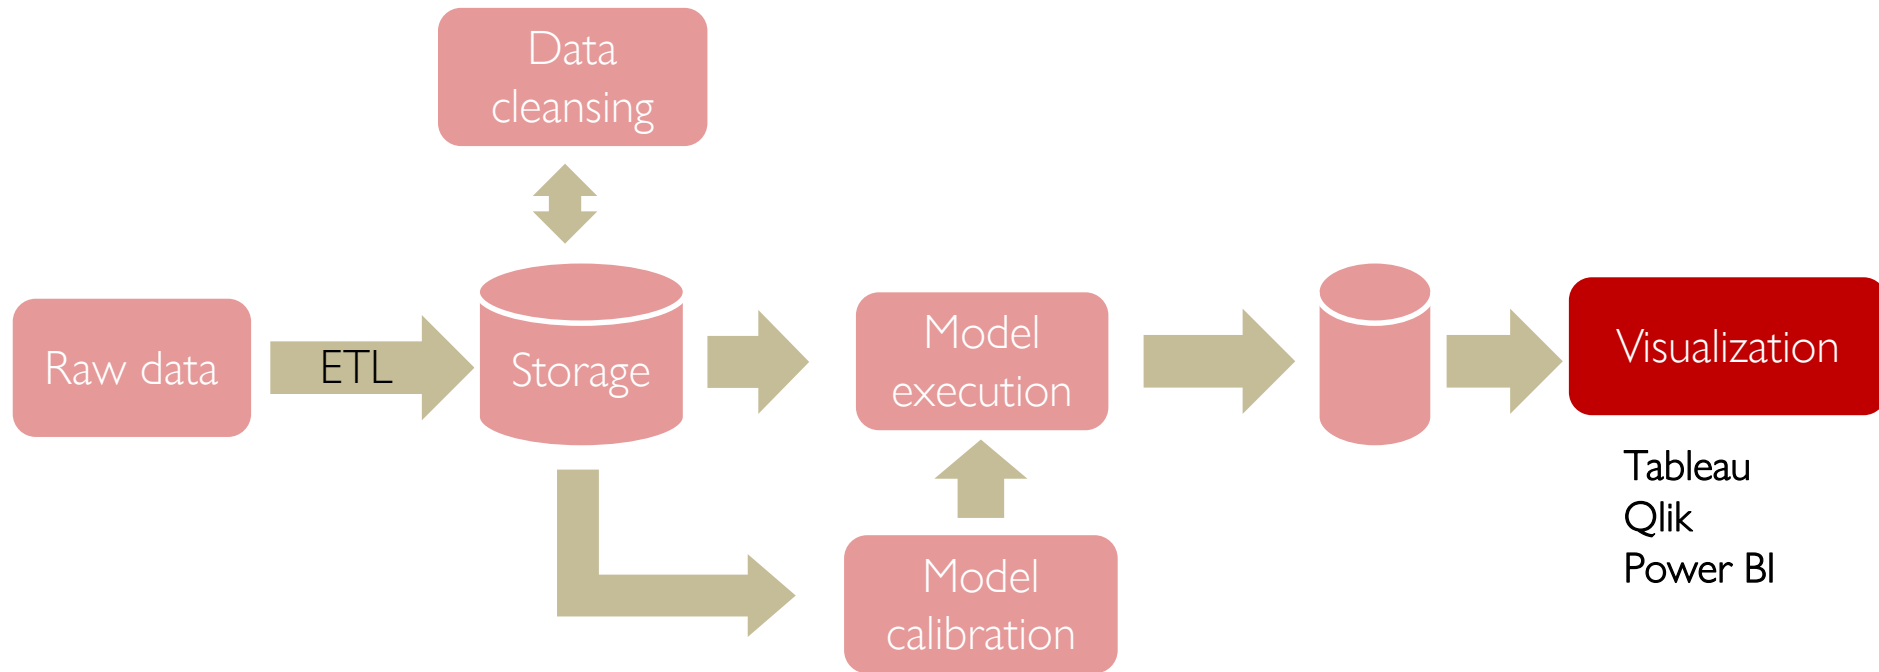 Data
cleansing
Raw data
ETL
Storage
Model
execution
Visualization
Tableau
Qlik
Power BI
Model
calibration